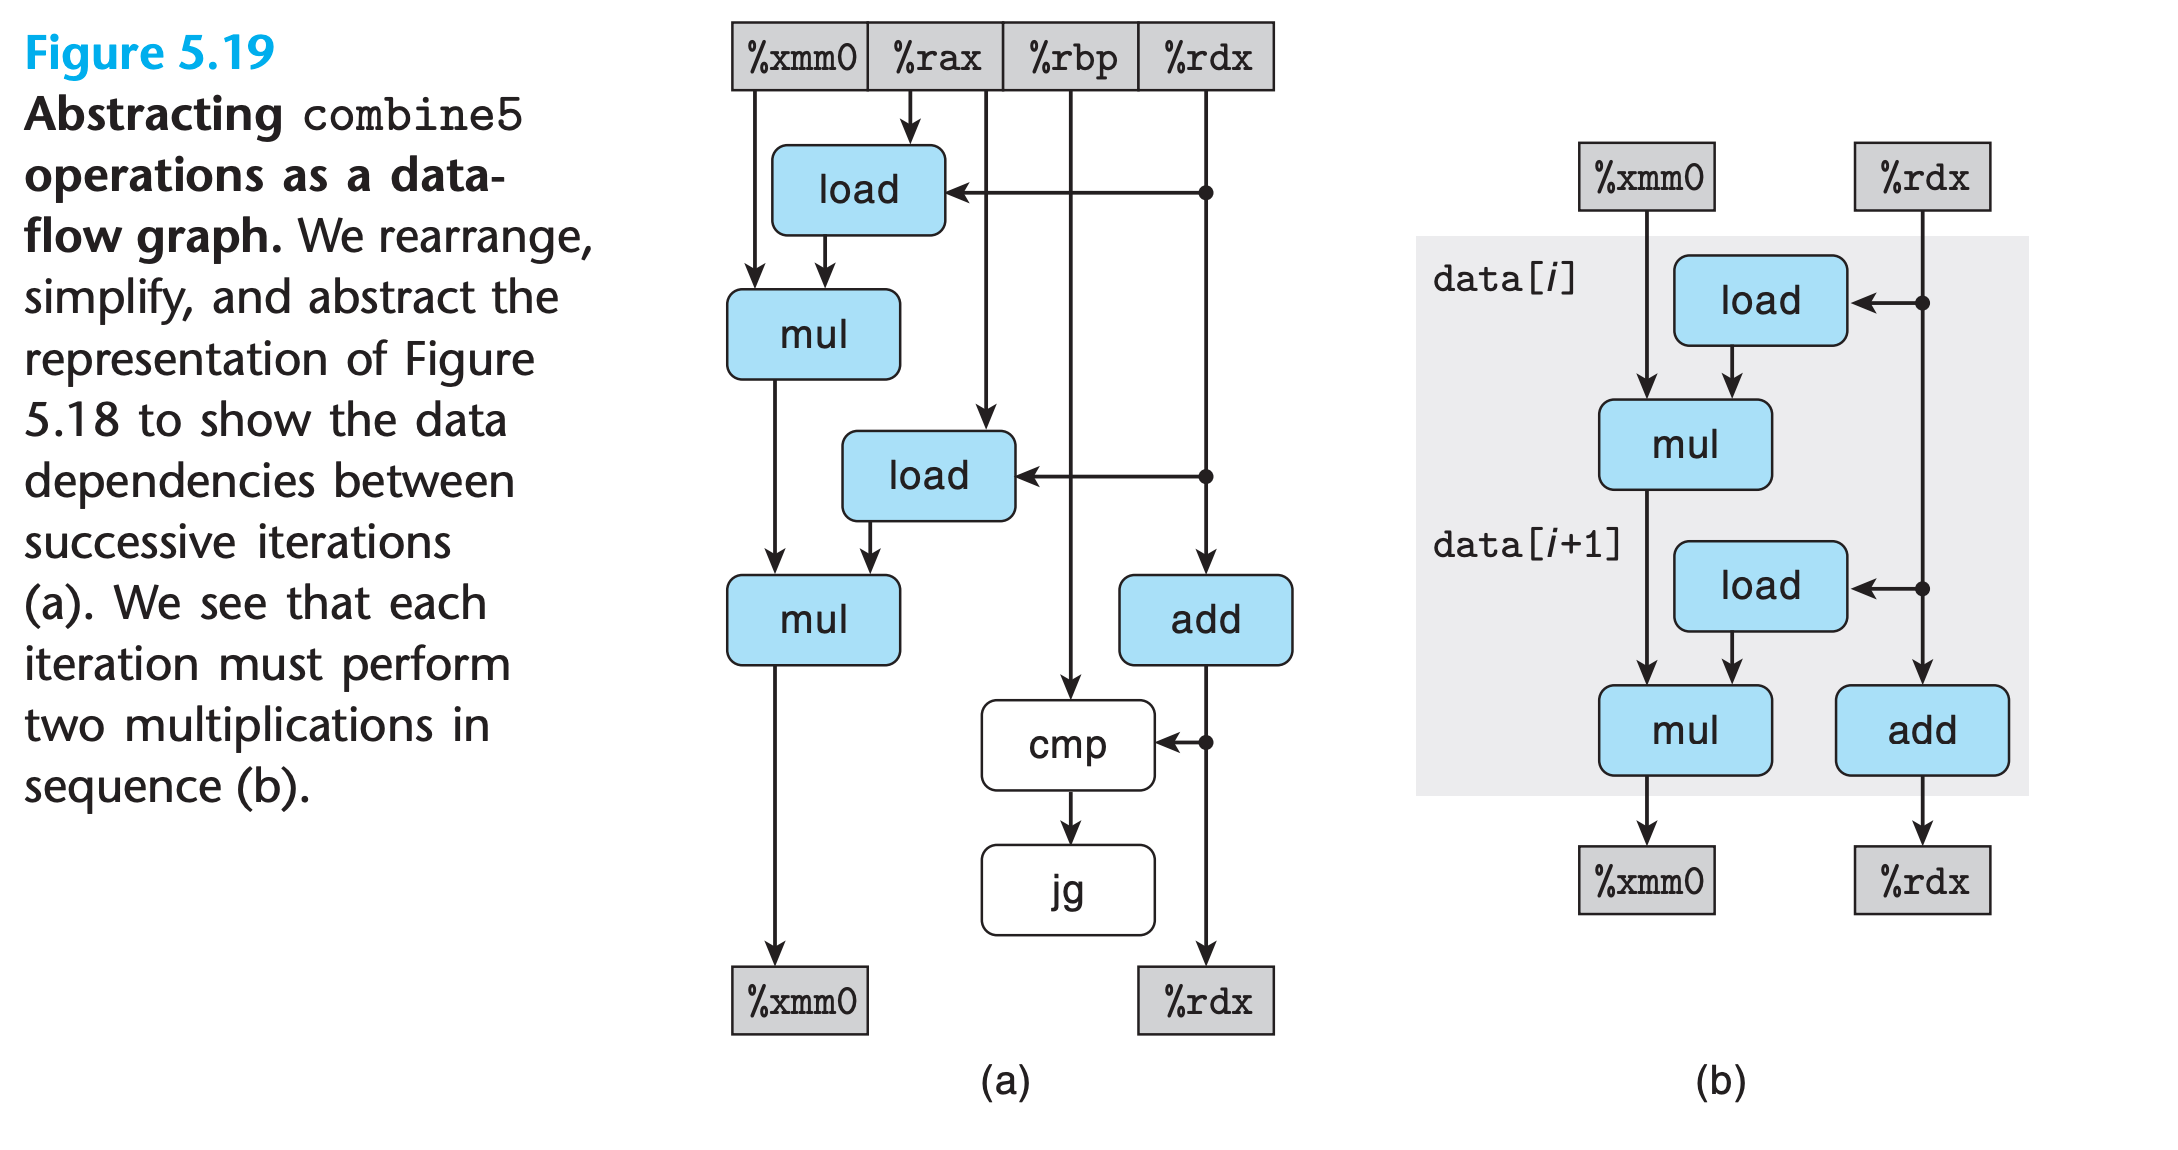 Figure 5.19
Abstracting combine5
operations as a data-
flow graph. We rearrange,
simplify, and abstract the
representation of Figure
5.18 to show the data
dependencies between
successive iterations
(a). We see that each
iteration must perform
two multiplications in
sequence (b).
%xmm0 %rax %rbp %rdx
load
mul
load
mul
add
cmp
jg
%xmm0 %rdx
(a)
%xmm0 %rdx
data[i]
load
mul
data[i+1]
load
mul
add
%xmm0 %rdx
(b)